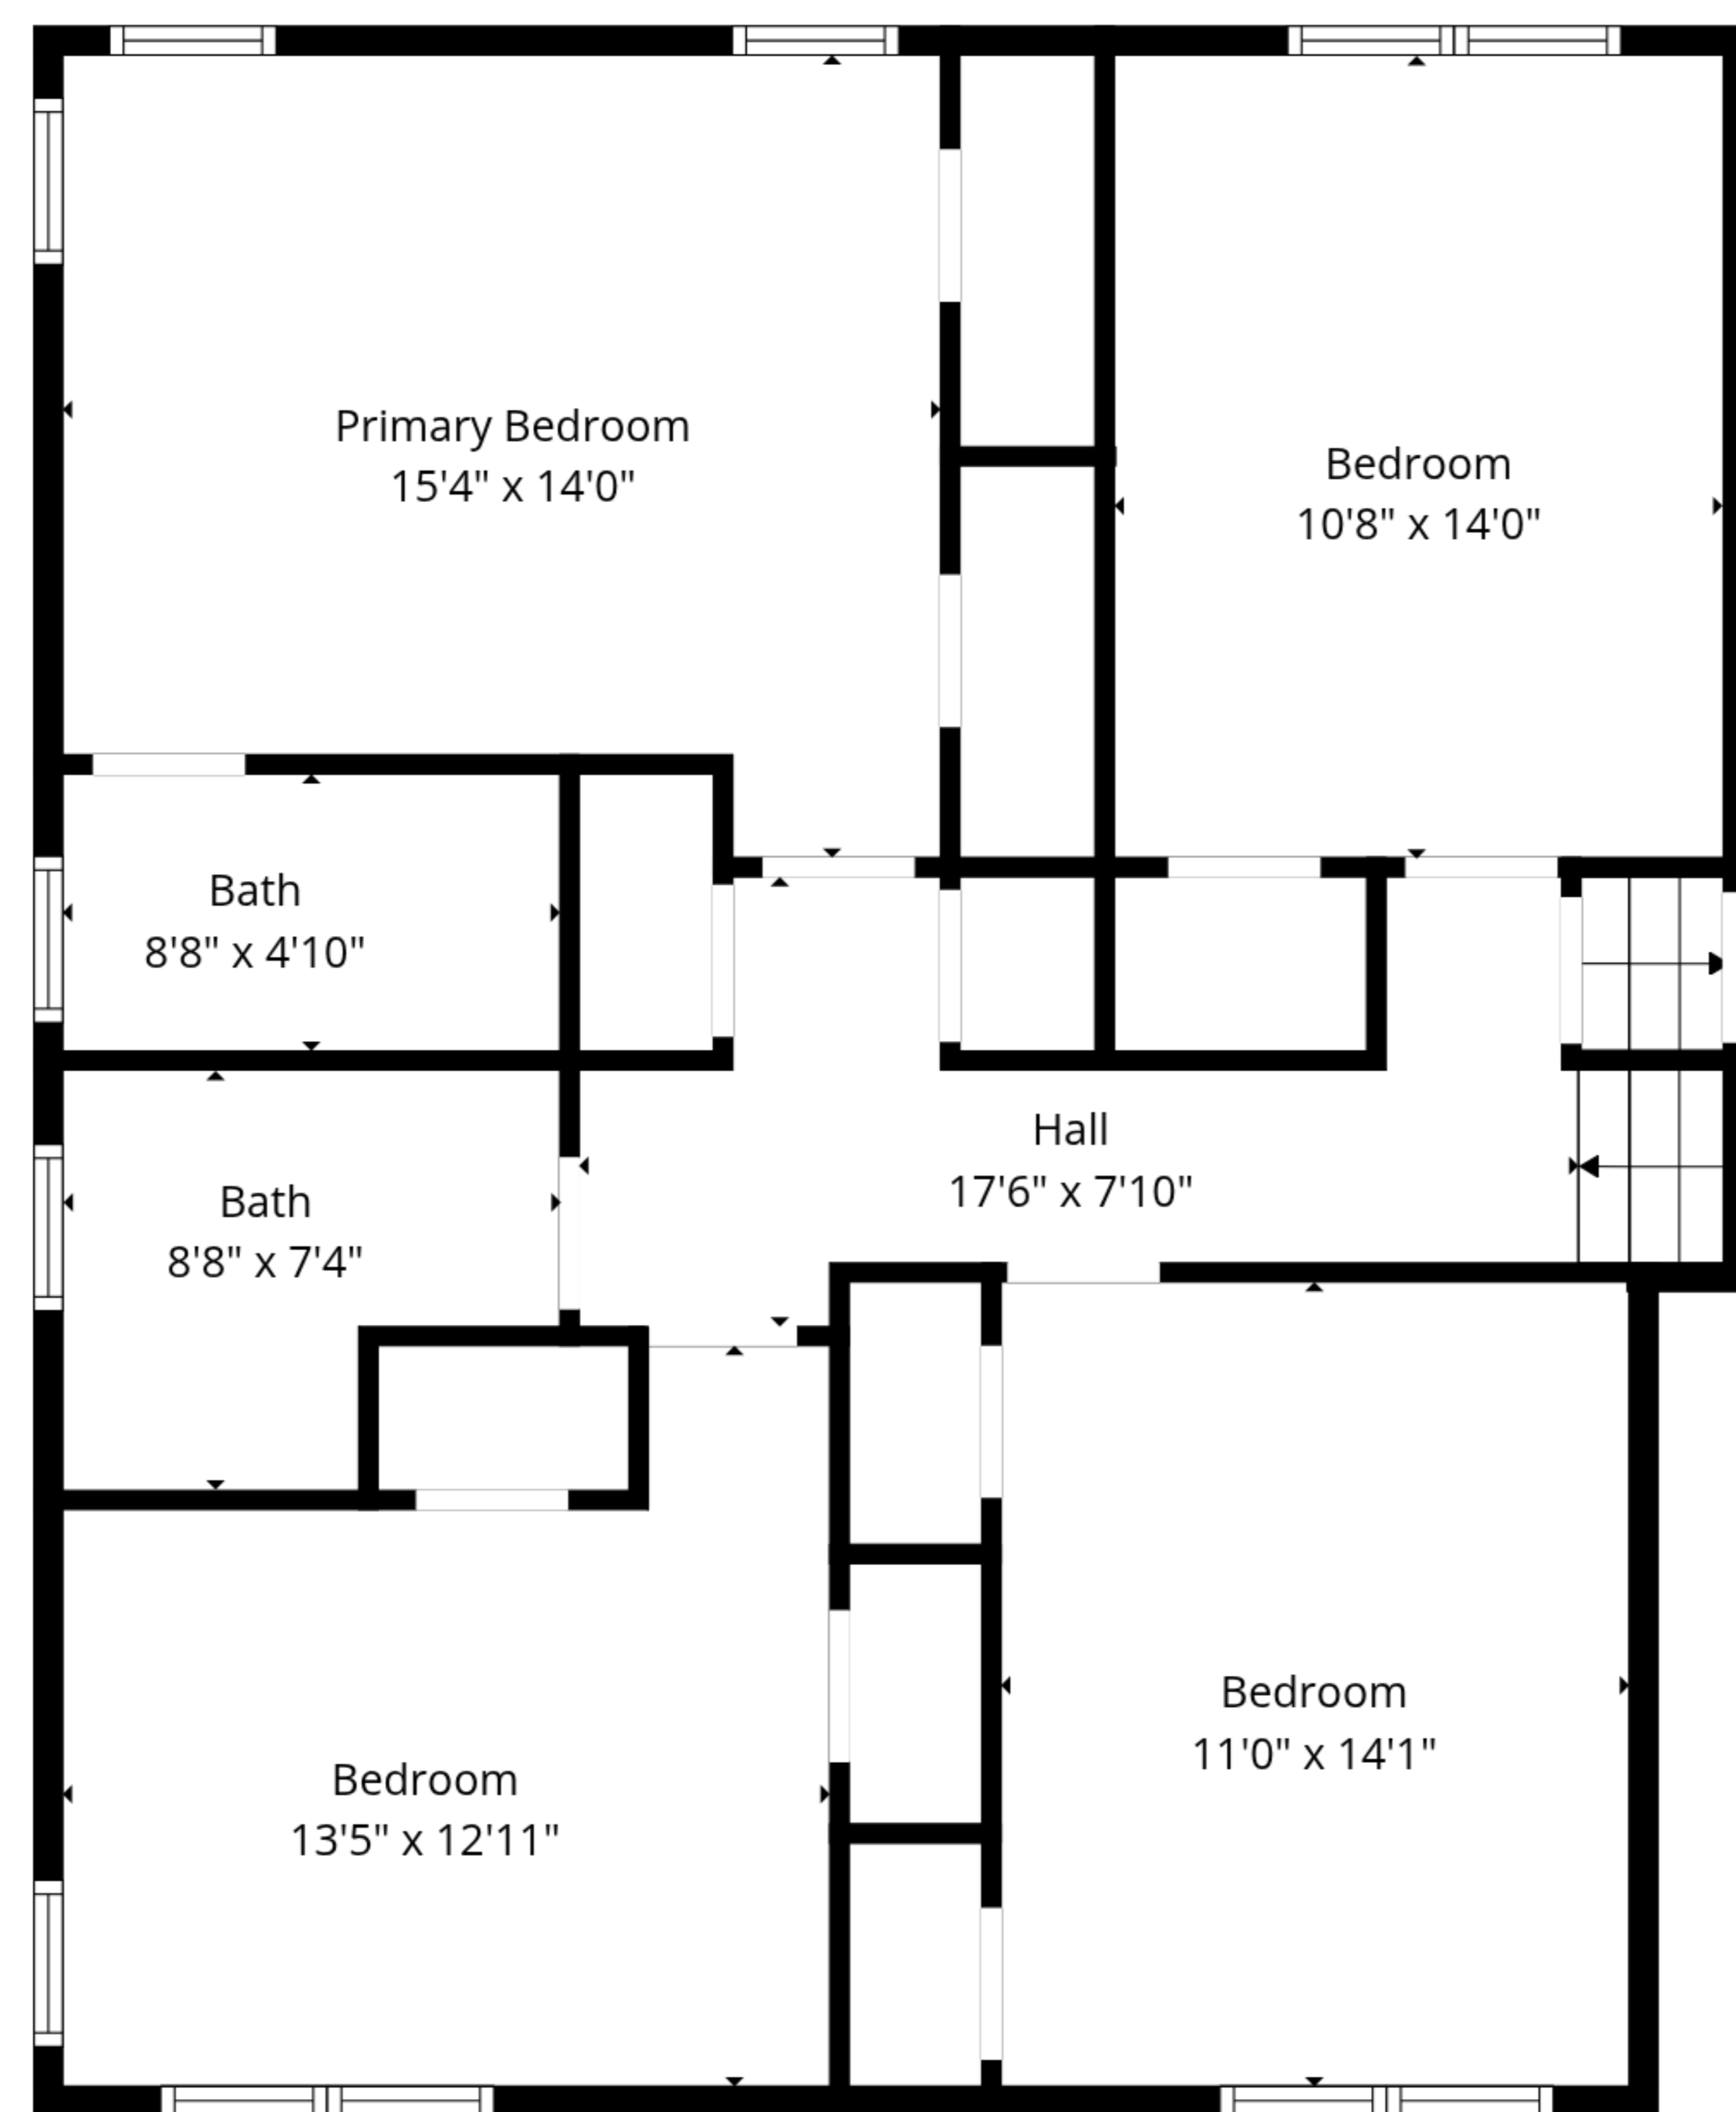 Primary Bedroom
15'4" x 14'0"
Bedroom
10'8" x 14'0"
Bath
8'8" x 4'10"
Hall
17'6" x 7'10"
Bath
8'8" x 7'4"
Bedroom
11'0" x 14'1"
Bedroom
13'5" x 12'11"